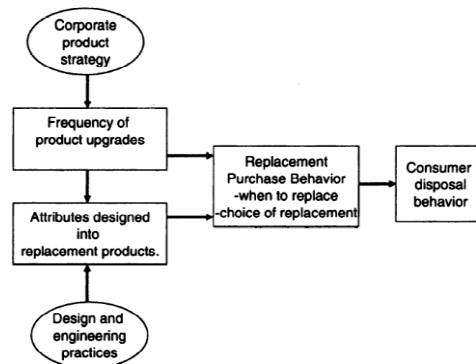 Corporate
product
strategy
Frequency of
product upgrades
Attributes designed
into
replacement products.
Design and
engineering
practices
Replacement
Purchase Behavior
-when to replace
-choice of replacement
Consumer
disposal
behavior